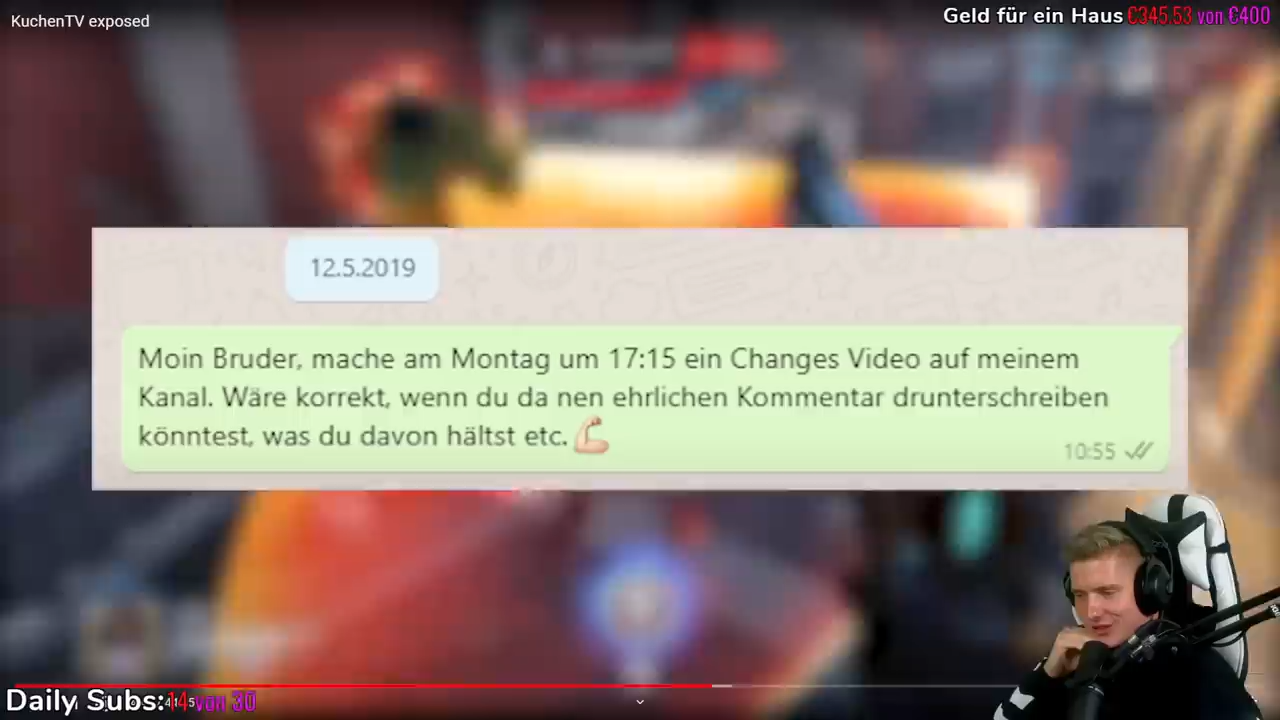 KuchenTV exposed
Geld für ein Haus €345.53 von €400
12.5.2019
Moin Bruder, mache am Montag um 17:15 ein Changes Video auf meinem
Kanal. Wäre korrekt, wenn du da nen ehrlichen Kommentar drunterschreiben
könntest, was du davon hältst etc.💪🏻
10:55
Daily Subs:14 von 30